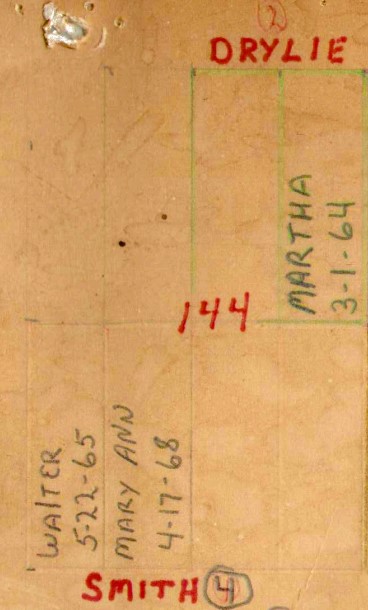 (2)
DRYLIE
MARTHA
3-1-64
144
WAlTER
5-22-65
MARY ANN
4-17-68
SMITH (4)